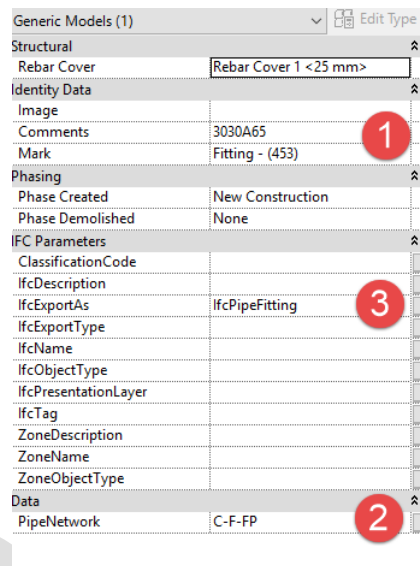 Generic Models (1) Edit Type
Structural
Rebar Cover Rebar Cover 1 <25 mm>
Identity Data
Image
Comments 3030A65
1
Mark Fitting - (453)
Phasing
Phase Created New Construction
Phase Demolished None
IFC Parameters
ClassificationCode
IfcDescription
IfcExportAs IfcPipeFitting
3
IfcExportType
IfcName
IfcObjectType
IfcPresentationLayer
IfcTag
ZoneDescription
ZoneName
ZoneObjectType
Data
PipeNetwork C-F-FP
2